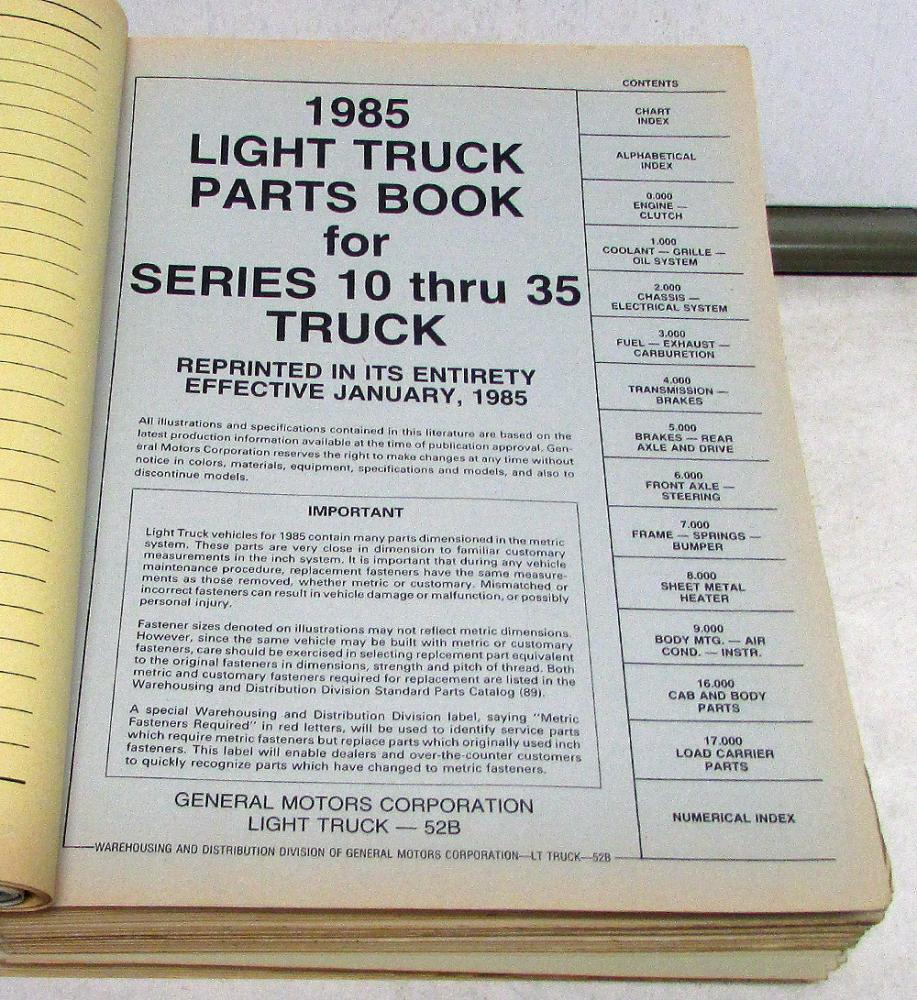 1985
LIGHT TRUCK
PARTS BOOK
for
SERIES 10 thru 35
TRUCK
REPRINTED IN ITS ENTIRETY
EFFECTIVE JANUARY, 1985
All illustrations and specifications contained in this literature are based on the
latest production information available at the time of publication approval. Gen-
eral Motors Corporation reserves the right to make changes at any time without
notice in colors, materials, equipment, specifications and models, and also to
discontinue models.
IMPORTANT
Light Truck vehicles for 1985 contain many parts dimensioned in the metric
system. These parts are very close in dimension to familiar customary
measurements in the inch system. It is important that during any vehicle
maintenance procedure, replacement fasteners have the same measure-
ments as those removed, whether metric or customary. Mismatched or
incorrect fasteners can result in vehicle damage or malfunction, or possibly
personal injury.
Fastener sizes denoted on illustrations may not reflect metric dimensions.
However, since the same vehicle may be built with metric or customary
fasteners, care should be exercised in selecting replcement part equivalent
to the original fasteners in dimensions, strength and pitch of thread. Both
metric and customary fasteners required for replacement are listed in the
Warehousing and Distribution Division Standard Parts Catalog (89).
A special Warehousing and Distribution Division label, saying "Metric
Fasteners Required" in red letters, will be used to identify service parts
which require metric fasteners but replace parts which originally used inch
fasteners. This label will enable dealers and over-the-counter customers
to quickly recognize parts which have changed to metric fasteners.
GENERAL MOTORS CORPORATION
LIGHT TRUCK — 52B
WAREHOUSING AND DISTRIBUTION DIVISION OF GENERAL MOTORS CORPORATION—LT TRUCK—52B
CONTENTS
CHART
INDEX
ALPHABETICAL
INDEX
0.000
ENGINE —
CLUTCH
1.000
COOLANT — GRILLE —
OIL SYSTEM
2.000
CHASSIS —
ELECTRICAL SYSTEM
3.000
FUEL — EXHAUST —
CARBURETION
4.000
TRANSMISSION —
BRAKES
5.000
BRAKES — REAR
AXLE AND DRIVE
6.000
FRONT AXLE —
STEERING
7.000
FRAME — SPRINGS —
BUMPER
8.000
SHEET METAL
HEATER
9.000
BODY MTG. — AIR
COND. — INSTR.
16.000
CAB AND BODY
PARTS
17.000
LOAD CARRIER
PARTS
NUMERICAL INDEX